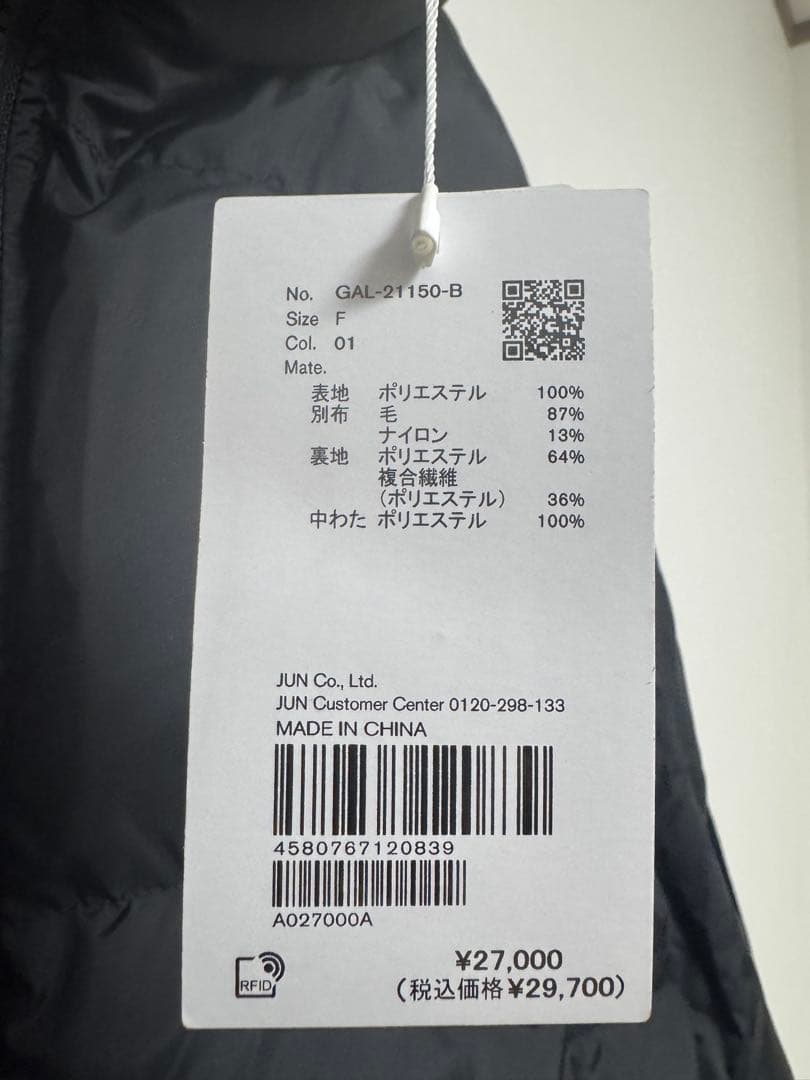 No. GAL-21150-B
Size F
Col. 01
Mate.
表地 ポリエステル 100%
別布 毛 87%
ナイロン 13%
裏地 ポリエステル 64%
複合繊維
(ポリエステル) 36%
中わた ポリエステル 100%
JUN Co., Ltd.
JUN Customer Center 0120-298-133
MADE IN CHINA
4580767120839
A027000A
RFID
¥27,000
(税込価格¥29,700)